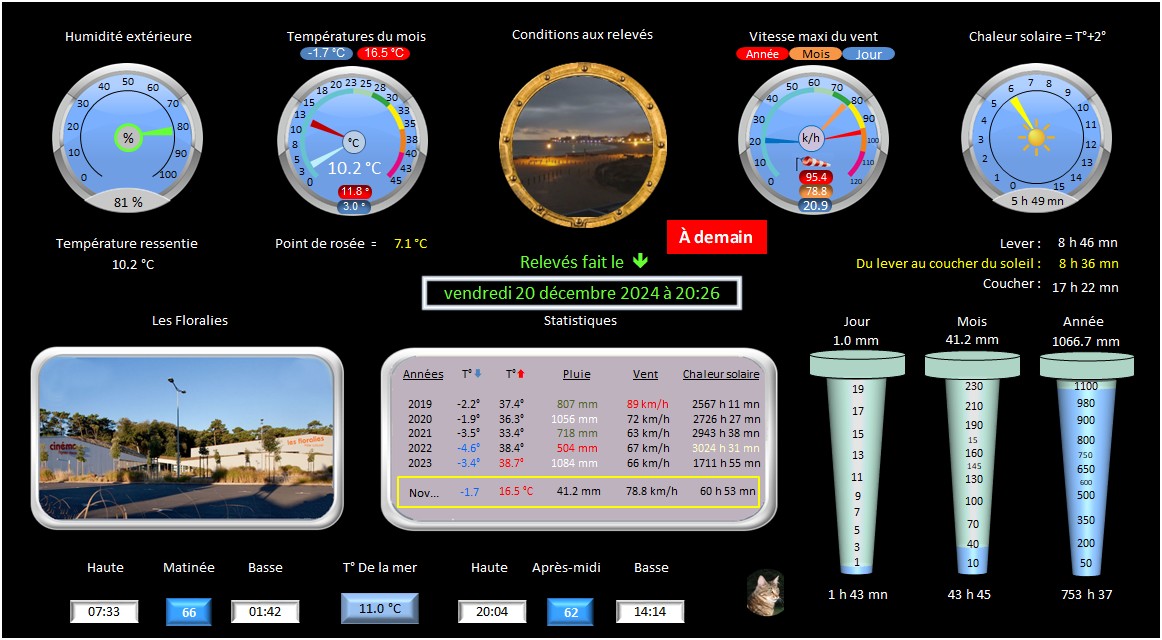 Humidité extérieure
Températures du mois
-1.7 °C 16.5 °C
Conditions aux relevés
Vitesse maxi du vent
Année Mois Jour
Chaleur solaire = T°+2°
0 10 20 30 40 50 60 70 80 90 100
%
81 %
0 3 5 8 10 13 15 18 20 23 25 28 30 33 35 38 40 43 45
°C
10.2 °C
11.8 °
3.0 °
0 10 20 30 40 50 60 70 80 90 100 110 120
k/h
95.4
78.8
20.9
0 1 2 3 4 5 6 7 8 9 10 11 12 13 14 15
5 h 49 mn
Température ressentie
10.2 °C
Point de rosée = 7.1 °C
À demain
Relevés fait le
vendredi 20 décembre 2024 à 20:26
Lever : 8 h 46 mn
Du lever au coucher du soleil : 8 h 36 mn
Coucher : 17 h 22 mn
Les Floralies
cinéma
les floralies
Statistiques
Années T° T° Pluie Vent Chaleur solaire
2019 -2.2° 37.4° 807 mm 89 km/h 2567 h 11 mn
2020 -1.9° 36.3° 1056 mm 72 km/h 2726 h 27 mn
2021 -3.5° 33.4° 718 mm 63 km/h 2943 h 38 mn
2022 -4.6° 38.4° 504 mm 67 km/h 3024 h 31 mn
2023 -3.4° 38.7° 1084 mm 66 km/h 1711 h 55 mn
Nov... -1.7 16.5 °C 41.2 mm 78.8 km/h 60 h 53 mn
Jour
1.0 mm
19
17
15
13
11
9
7
5
3
1
1 h 43 mn
Mois
41.2 mm
230
210
190
15
160
145
130
100
70
40
10
43 h 45
Année
1066.7 mm
1100
980
900
800
750
650
600
500
350
200
50
753 h 37
Haute Matinée Basse
07:33 66 01:42
T° De la mer
11.0 °C
Haute Après-midi Basse
20:04 62 14:14